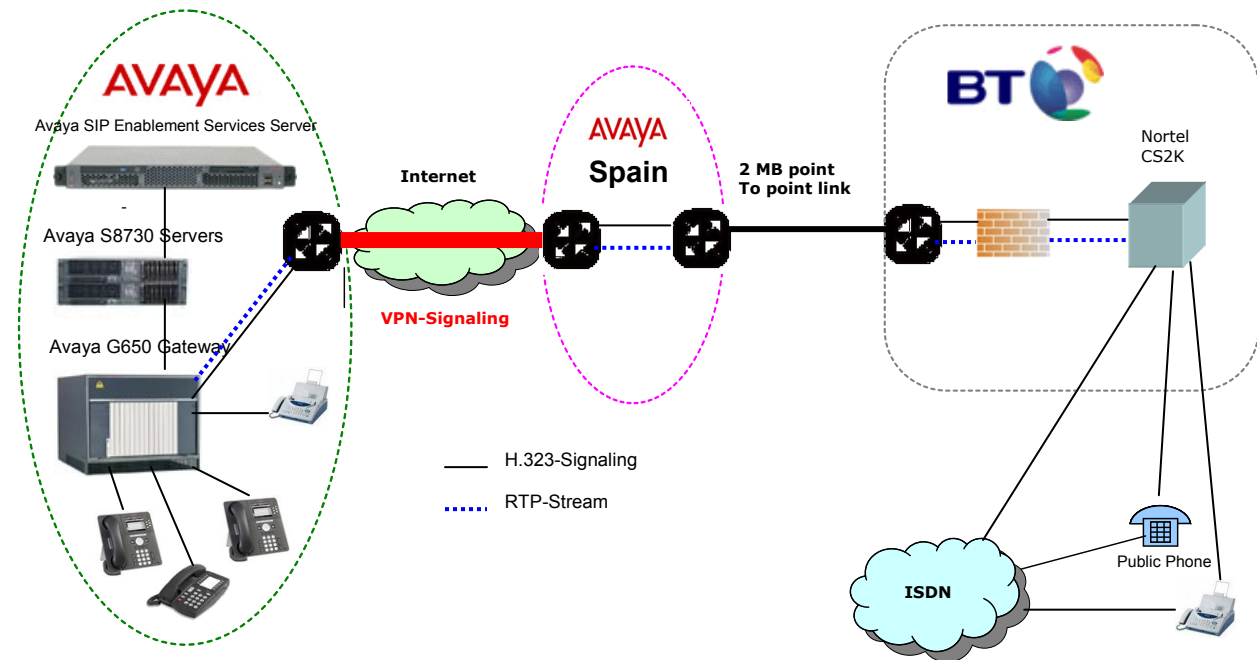 AVAYA
Avaya SIP Enablement Services Server
Avaya S8730 Servers
Avaya G650 Gateway
Internet
VPN-Signaling
AVAYA
Spain
2 MB point
To point link
BT
Nortel
CS2K
H.323-Signaling
RTP-Stream
ISDN
Public Phone